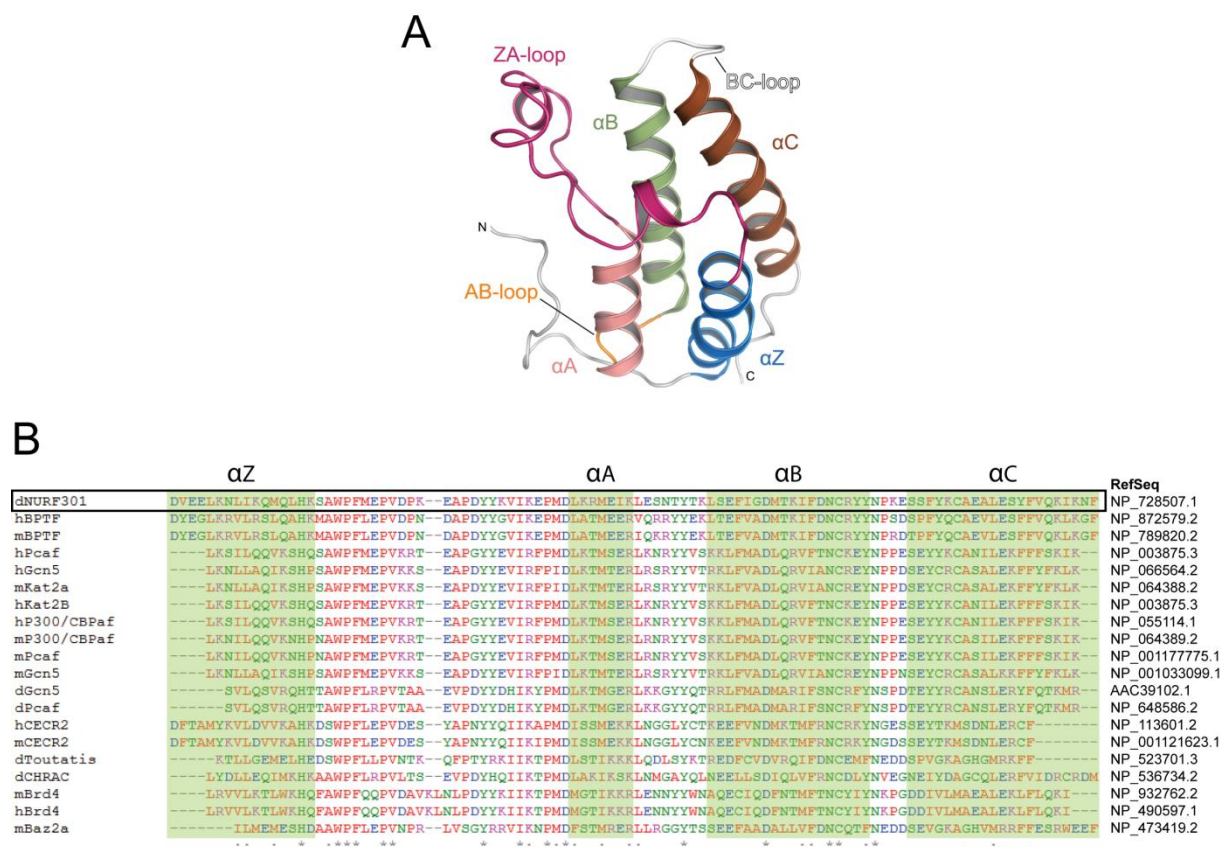 A
ZA-loop
BC-loop
αB
αC
N
AB-loop
αA
αZ
C
B
αZ αA αB αC RefSeq
dNURF301 DVEELKNLIKQMQLHKSAWPFMEPVDPK--EAPDYYKVIKEPMDLKRMEIKLESNTYTKLSEFIGDMTKIFDNCRYYNPKESSFYKCAEALESYFVQKIKNF NP_728507.1
hBPTF DYEGLKRVLRSLQAHKMAWPFLEPVDPN--DAPDYYGVIKEPMDLATMEERVQRRYYEKLTEFVADMTKIFDNCRYYNPSDSPFYQCAEVLESFFVQKLKGF NP_872579.2
mBPTF DYEGLKRVLRSLQAHKMAWPFLEPVDPN--DAPDYYGVIKEPMDLATMEERIQKRYYEKLTEFVADMTKIFDNCRYYNPRDTPFYQCAEVLESFFVQKLKGF NP_789820.2
hPcaf ----LKSILQQVKSHQSAWPFMEPVKRT--EAPGYYEVIRFPMDLKTMSERLKNRYYVSKKLFMADLQRVFTNCKEYNPPESEYYKCANILEKFFFSKIK-- NP_003875.3
hGcn5 ----LKNLLAQIKSHPSAWPFMEPVKKS--EAPDYYEVIRFPIDLKTMTERLRSRYYVTRKLFVADLQRVIANCREYNPPDSEYCRCASALEKFFYFKLK-- NP_066564.2
mKat2a ----LKNLLAQIKSHPSAWPFMEPVKKS--EAPDYYEVIRFPIDLKTMTERLRSRYYVTRKLFVADLQRVIANCREYNPPDSEYCRCASALEKFFYFKLK-- NP_064388.2
hKat2B ----LKSILQQVKSHQSAWPFMEPVKRT--EAPGYYEVIRFPMDLKTMSERLKNRYYVSKKLFMADLQRVFTNCKEYNPPESEYYKCANILEKFFFSKIK-- NP_003875.3
hP300/CBPaf ----LKSILQQVKSHQSAWPFMEPVKRT--EAPGYYEVIRFPMDLKTMSERLKNRYYVSKKLFMADLQRVFTNCKEYNPPESEYYKCANILEKFFFSKIK-- NP_055114.1
mP300/CBPaf ----LKNILQQVKNHPNAWPFMEPVKRT--EAPGYYEVIRFPMDLKTMSERLRNRYYVSKKLFMADLQRVFTNCKEYNPPESEYYKCASILEKFFFSKIK-- NP_064389.2
mPcaf ----LKNILQQVKNHPNAWPFMEPVKRT--EAPGYYEVIRFPMDLKTMSERLRNRYYVSKKLFMADLQRVFTNCKEYNPPESEYYKCASILEKFFFSKIK-- NP_001177775.1
mGcn5 ----LKNLLAQIKSHPSAWPFMEPVKKS--EAPDYYEVIRFPIDLKTMTERLRSRYYVTRKLFVADLQRVIANCREYNPPDSEYCRCASALEKFFYFKLK-- NP_001033099.1
dGcn5 ------SVLQSVRQHTTAWPFLRPVTAA--EVPDYYDHIKYPMDLKTMGERLKKGYYQTRRLFMADMARIFSNCRFYNSPDTEYYRCANSLERYFQTKMR-- AAC39102.1
dPcaf ------SVLQSVRQHTTAWPFLRPVTAA--EVPDYYDHIKYPMDLKTMGERLKKGYYQTRRLFMADMARIFSNCRFYNSPDTEYYRCANSLERYFQTKMR-- NP_648586.2
hCECR2 DFTAMYKVLDVVKAHKDSWPFLEPVDES--YAPNYYQIIKAPMDISSMEKKLNGGLYCTKEEFVNDMKTMFRNCRKYNGESSEYTKMSDNLERCF------- NP_113601.2
mCECR2 DFTAMYKVLDVVKAHKDSWPFLEPVDES--YAPNYYQIIKIPMDISSMEKKLNGGLYCNKEEFVNDMKTMFRNCRKYNGDSSEYTKMSDNLERCF------- NP_001121623.1
dToutatis -----KTLLGEMELHEDSWPFLLPVNTK--QFPTYRKIIKTPMDLSTIKKKLQDLSYKTREDFCVDVRQIFDNCEMFNEDDSPVGKAGHGMRKFF------- NP_523701.3
dCHRAC ----LYDLLEQIMKHKAAWPFLRPVLTS--EVPDYHQIIKTPMDLAKIKSKLNMGAYQLNEELLSDIQLVFRNCDLYNVEGNEIYDAGCQLERFVIDRCRDM NP_536734.2
mBrd4 ----LRVVLKTLWKHQFAWPFQQPVDAVKLNLPDYYKIIKTPMDMGTIKKRLENNYYWNAQECIQDFNTMFTNCYIYNKPGDDIVLMAEALEKLFLQKI--- NP_932762.2
hBrd4 ----LRVVLKTLWKHQFAWPFQQPVDAVKLNLPDYYKIIKTPMDMGTIKKRLENNYYWNAQECIQDFNTMFTNCYIYNKPGDDIVLMAEALEKLFLQKI--- NP_490597.1
mBaz2a -------ILMEMESHDAAWPFLEPVNPR--LVSGYRRVIKNPMDFSTMRERLLRGGYTSSEEFAADALLVFDNCQTFNEDDSEVGKAGHVMRRFFESRWEEF NP_473419.2